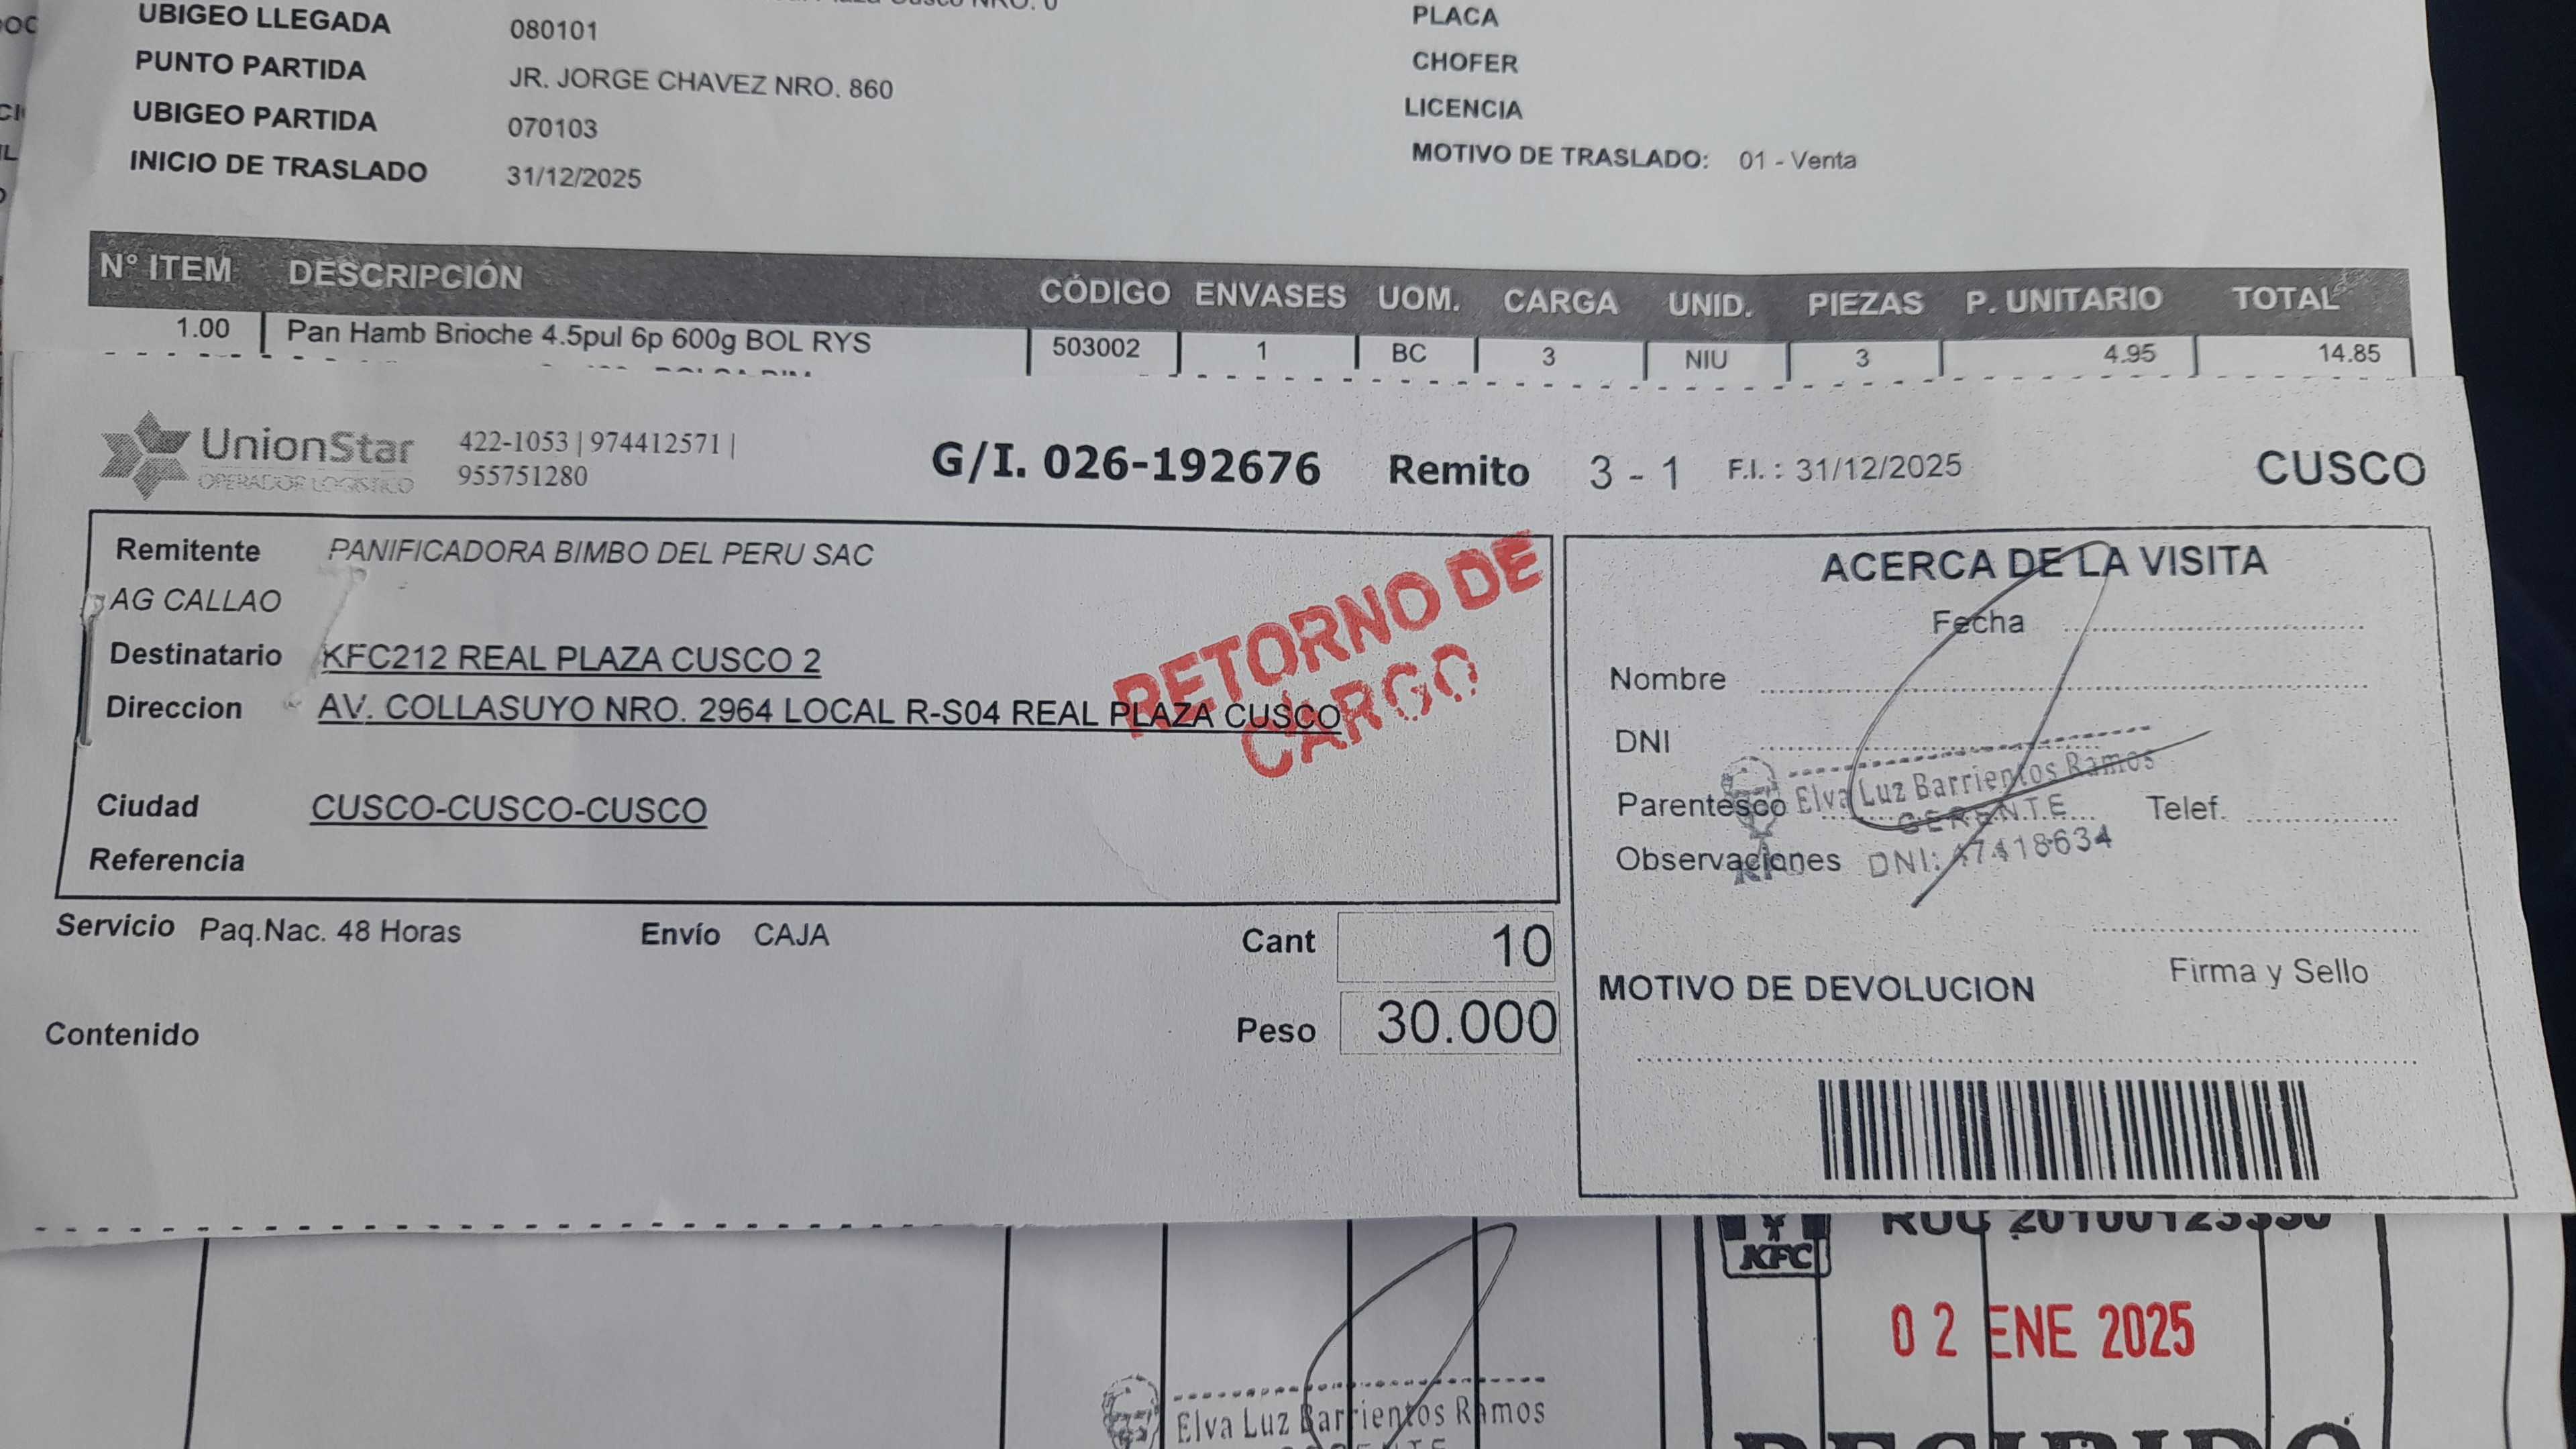 UBIGEO LLEGADA 080101 PLACA
PUNTO PARTIDA JR. JORGE CHAVEZ NRO. 860 CHOFER
UBIGEO PARTIDA 070103 LICENCIA
INICIO DE TRASLADO 31/12/2025 MOTIVO DE TRASLADO: 01 - Venta
N° ITEM DESCRIPCIÓN CÓDIGO ENVASES UOM. CARGA UNID. PIEZAS P. UNITARIO TOTAL
1.00 Pan Hamb Brioche 4.5pul 6p 600g BOL RYS 503002 1 BC 3 NIU 3 4.95 14.85
UnionStar 422-1053 | 974412571 |
OPERADOR LOGISTICO 955751280
G/I. 026-192676 Remito 3 - 1 F.I. : 31/12/2025 CUSCO
Remitente PANIFICADORA BIMBO DEL PERU SAC
AG CALLAO
Destinatario KFC212 REAL PLAZA CUSCO 2
Direccion AV. COLLASUYO NRO. 2964 LOCAL R-S04 REAL PLAZA CUSCO
Ciudad CUSCO-CUSCO-CUSCO
Referencia
RETORNO DE
CARGO
Servicio Paq.Nac. 48 Horas Envío CAJA Cant 10
Contenido Peso 30.000
ACERCA DE LA VISITA
Fecha
Nombre
DNI
Parentesco Telef.
Observaciones
Elva Luz Barrientos Ramos
GERENTE
DNI: 47418634
Firma y Sello
MOTIVO DE DEVOLUCION
KFC
02 ENE 2025
RECIBIDO
Elva Luz Barrientos Ramos
GERENTE